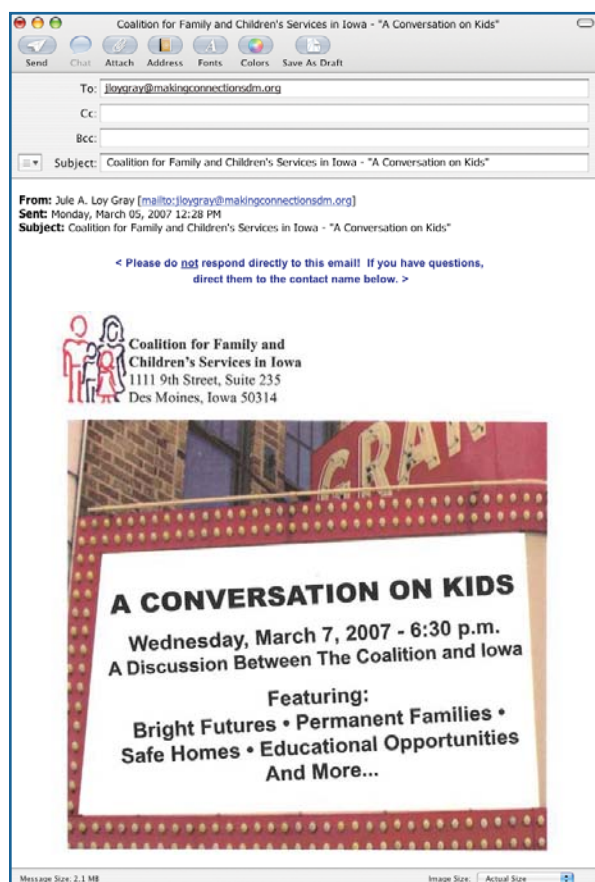 Coalition for Family and Children's Services in Iowa - "A Conversation on Kids"
Send Chat Attach Address Fonts Colors Save As Draft
To: jloygray@makingconnectionsdm.org
Cc:
Bcc:
Subject: Coalition for Family and Children's Services in Iowa - "A Conversation on Kids"
From: Jule A. Loy Gray [mailto:jloygray@makingconnectionsdm.org]
Sent: Monday, March 05, 2007 12:28 PM
Subject: Coalition for Family and Children's Services in Iowa - "A Conversation on Kids"
< Please do not respond directly to this email! If you have questions,
direct them to the contact name below. >
Coalition for Family and
Children's Services in Iowa
1111 9th Street, Suite 235
Des Moines, Iowa 50314
GRAN
A CONVERSATION ON KIDS
Wednesday, March 7, 2007 - 6:30 p.m.
A Discussion Between The Coalition and Iowa
Featuring:
Bright Futures • Permanent Families •
Safe Homes • Educational Opportunities
And More...
Message Size: 2.1 MB Image Size: Actual Size